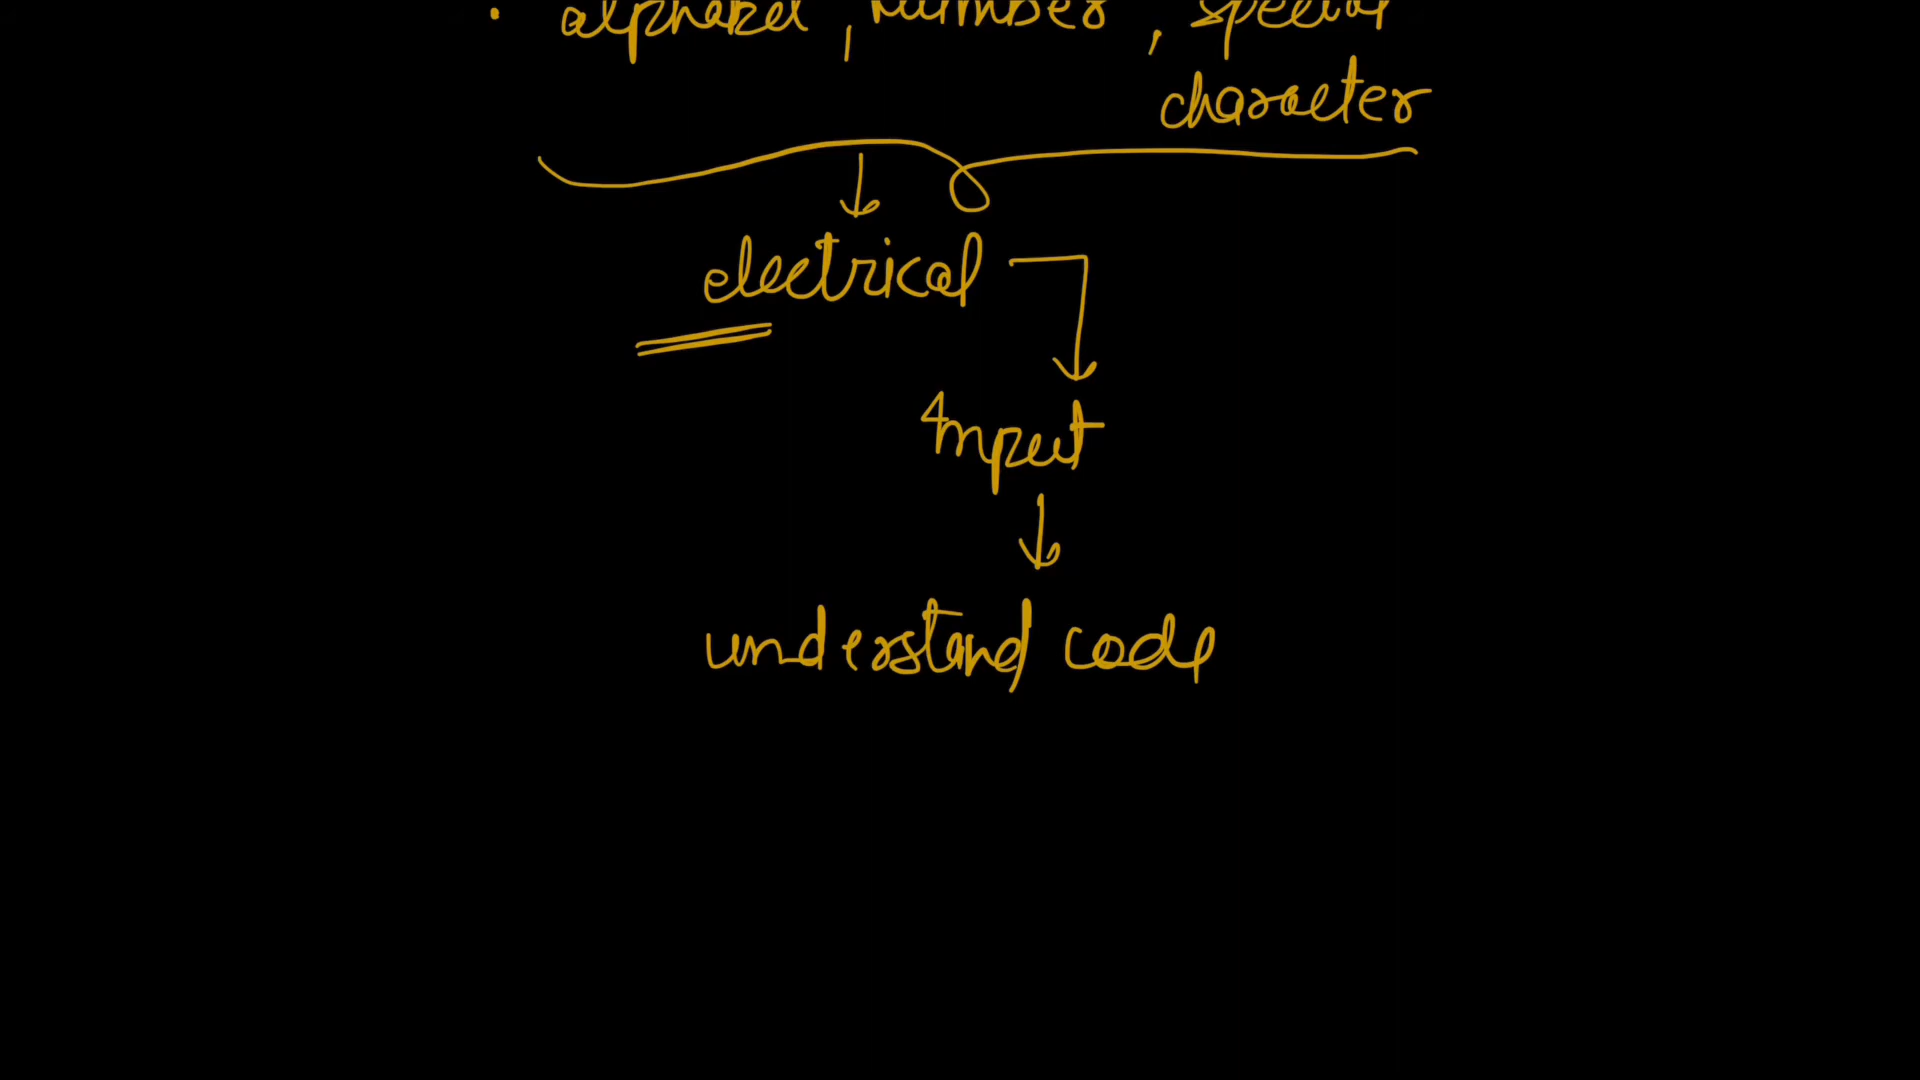 . alphabet, number, special
character
electrical
Input
understand code